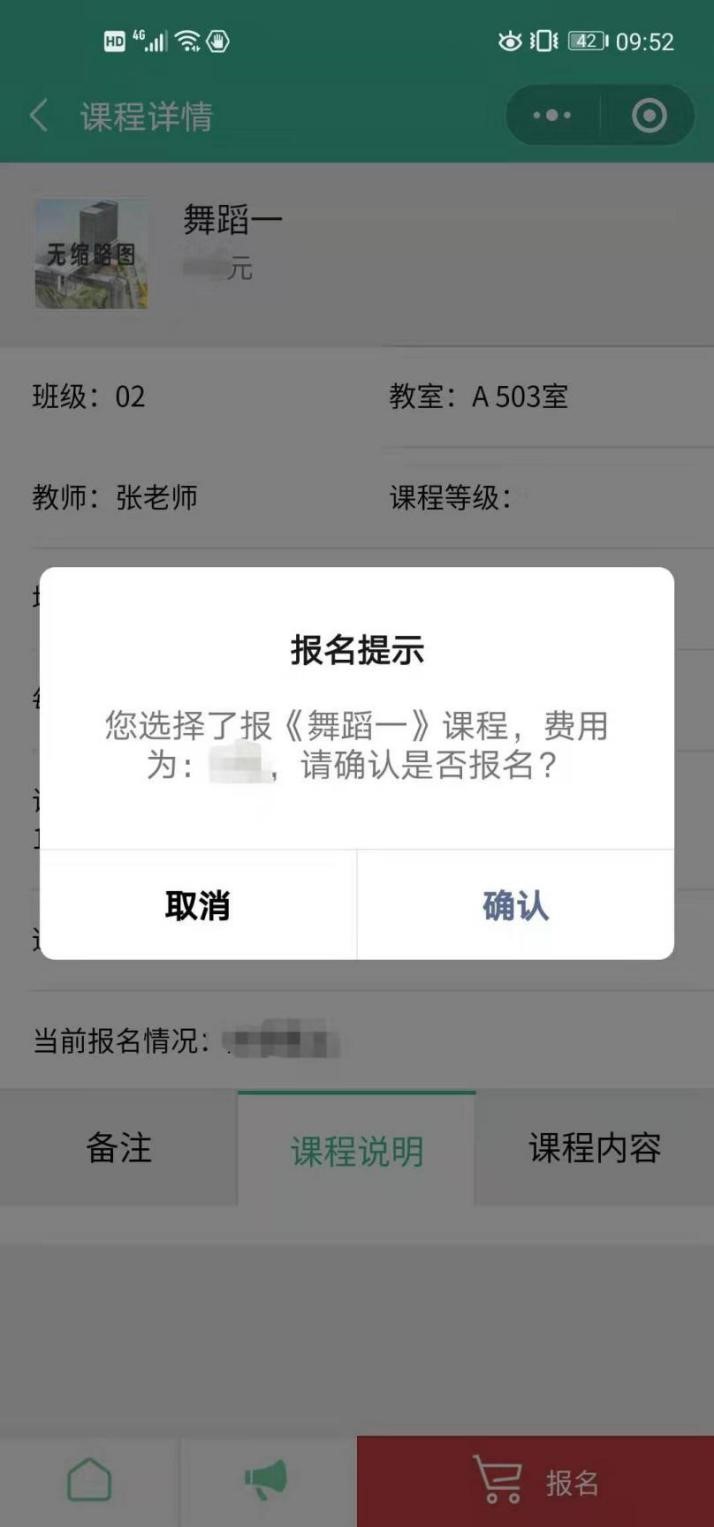 HD 4G 42 09:52
课程详情
无缩略图
舞蹈一
元
班级：02
教室：A 503室
教师：张老师
课程等级：
报名提示
您选择了报《舞蹈一》课程，费用
为：，请确认是否报名？
取消
确认
当前报名情况：
备注
课程说明
课程内容
报名